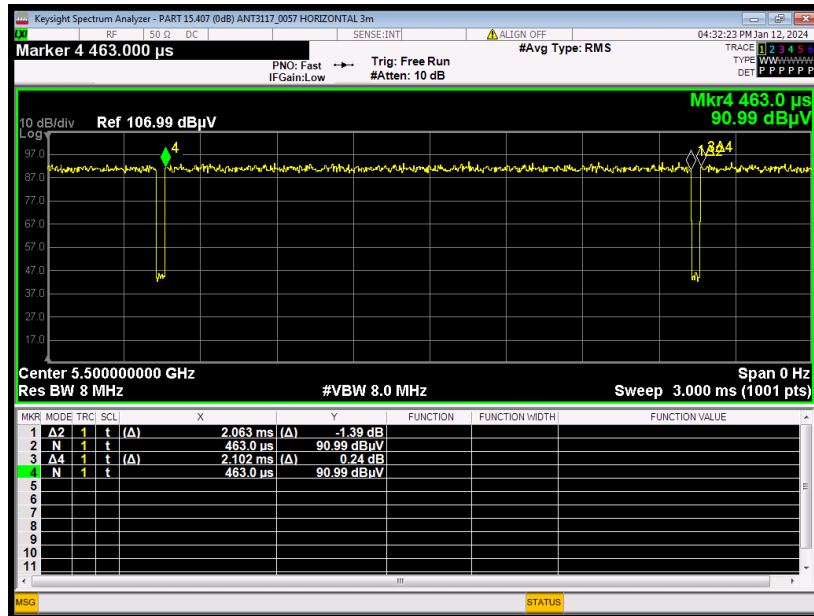 Keysight Spectrum Analyzer - PART 15.407 (0dB) ANT3117_0057 HORIZONTAL 3m
LXI RF 50 Ω DC SENSE:INT ALIGN OFF 04:32:23 PM Jan 12, 2024
Marker 4 463.000 µs
#Avg Type: RMS
TRACE 1 2 3 4 5 6
TYPE WWWWWW
DET P P P P P P
PNO: Fast
IFGain:Low
Trig: Free Run
#Atten: 10 dB
Mkr4 463.0 µs
90.99 dBµV
10 dB/div Ref 106.99 dBµV
Log
97.0
87.0
77.0
67.0
57.0
47.0
37.0
27.0
17.0
4
Center 5.500000000 GHz Span 0 Hz
Res BW 8 MHz #VBW 8.0 MHz Sweep 3.000 ms (1001 pts)
MKR MODE TRC SCL X Y FUNCTION FUNCTION WIDTH FUNCTION VALUE
1 Δ2 1 t (Δ) 2.063 ms (Δ) -1.39 dB
2 N 1 t 463.0 µs 90.99 dBµV
3 Δ4 1 t (Δ) 2.102 ms (Δ) 0.24 dB
4 N 1 t 463.0 µs 90.99 dBµV
5
6
7
8
9
10
11
MSG STATUS